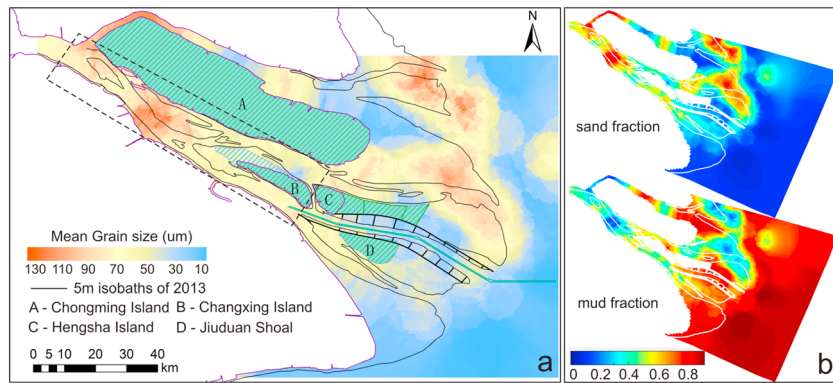 N
A
B
C
D
Mean Grain size (um)
130 110 90 70 50 30 10
5m isobaths of 2013
A - Chongming Island B - Changxing Island
C - Hengsha Island D - Jiuduan Shoal
0 5 10 20 30 40
km
a
sand fraction
mud fraction
0 0.2 0.4 0.6 0.8
b